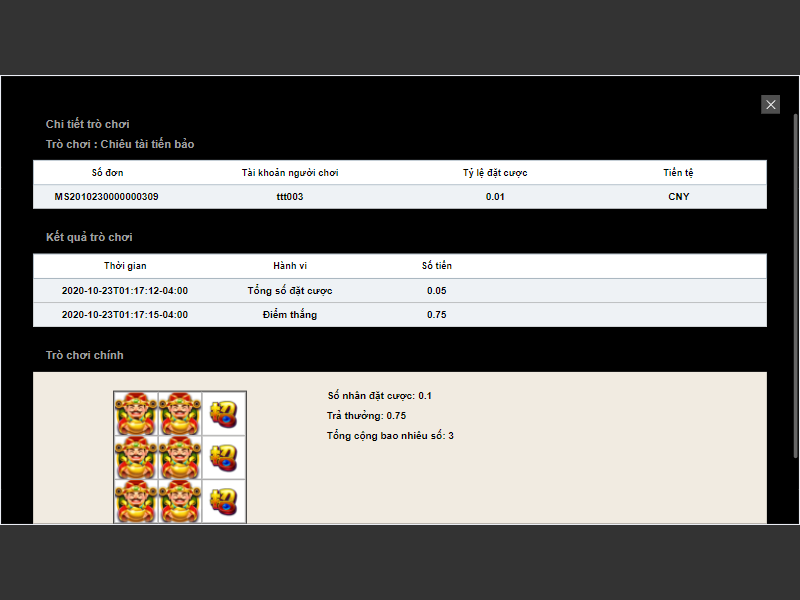 Chi tiết trò chơi
Trò chơi : Chiêu tài tiến bảo
Số đơn Tài khoản người chơi Tỷ lệ đặt cược Tiền tệ
MS2010230000000309 ttt003 0.01 CNY
Kết quả trò chơi
Thời gian Hành vi Số tiền
2020-10-23T01:17:12-04:00 Tổng số đặt cược 0.05
2020-10-23T01:17:15-04:00 Điểm thắng 0.75
Trò chơi chính
Số nhân đặt cược: 0.1
Trả thưởng: 0.75
Tổng cộng bao nhiêu số: 3
招
招
招